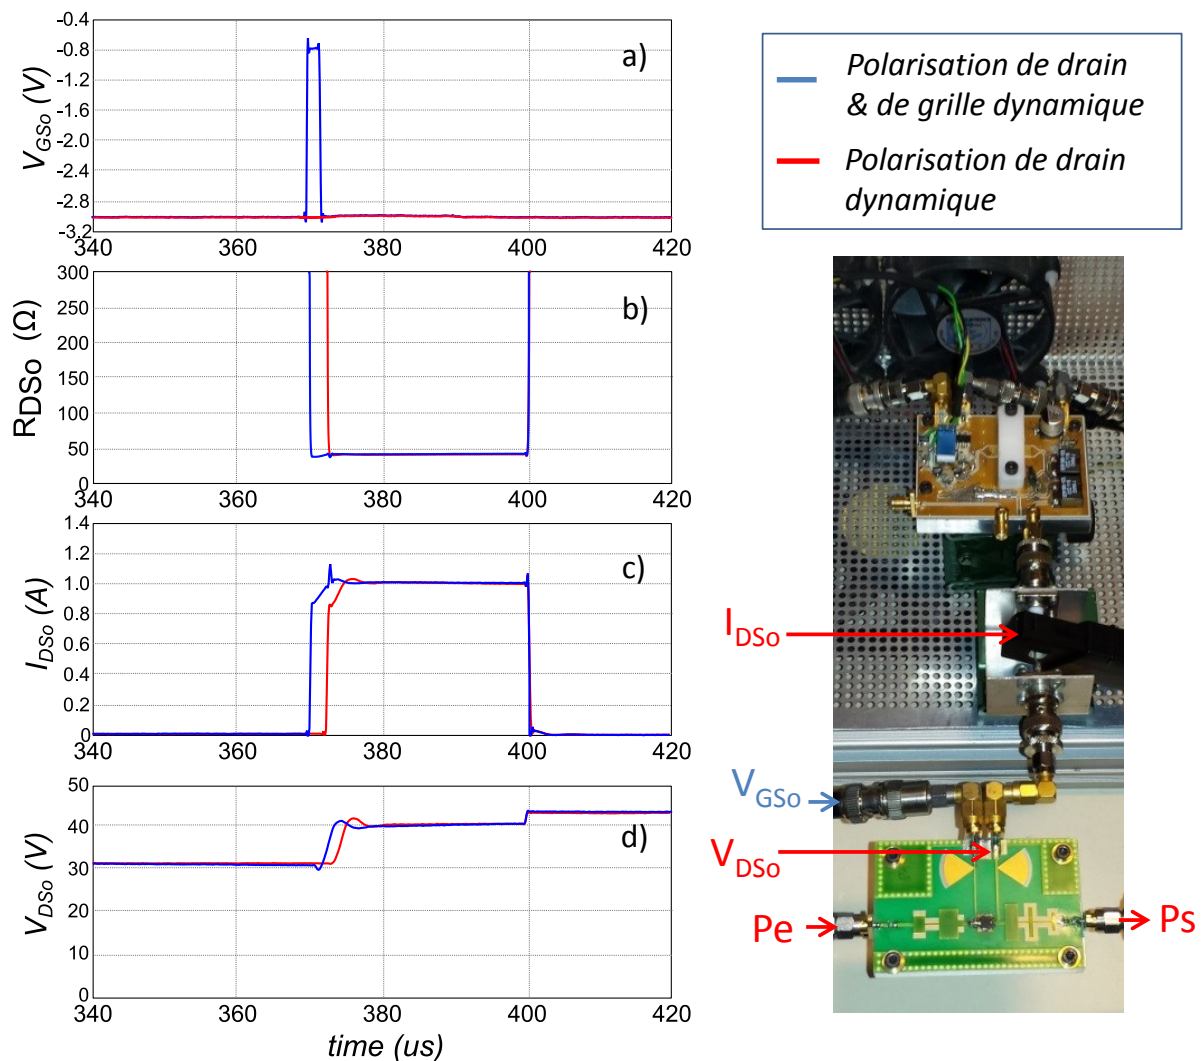 -0.4
-0.8
-1.2
-1.6
-2.0
-2.4
-2.8
-3.2
V_GSo (V)
a)
340 360 380 400 420
300
250
200
150
100
50
0
R_DSo (Ω)
b)
340 360 380 400 420
1.4
1.2
1.0
0.8
0.6
0.4
0.2
0
I_DSo (A)
c)
340 360 380 400 420
50
40
30
20
10
0
V_DSo (V)
d)
340 360 380 400 420
time (us)
Polarisation de drain
& de grille dynamique
Polarisation de drain
dynamique
I_DSo
V_GSo
V_DSo
Pe
Ps